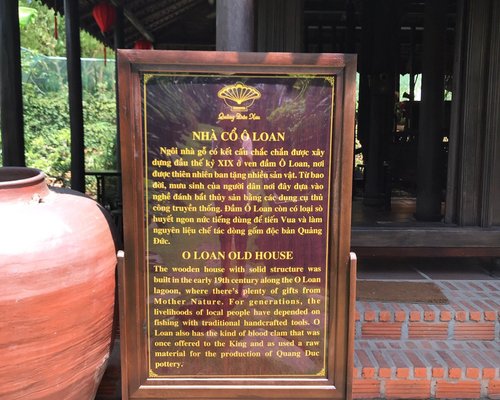 Quảng Đức Xưa
NHÀ CỔ Ô LOAN
Ngôi nhà gỗ có kết cấu chắc chắn được xây
dựng đầu thế kỷ XIX ở ven đầm Ô Loan, nơi
được thiên nhiên ban tặng nhiều sản vật. Từ bao
đời, mưu sinh của người dân nơi đây dựa vào
nghề đánh bắt thủy sản bằng các dụng cụ thủ
công truyền thống. Đầm Ô Loan còn có loại sò
huyết ngon nức tiếng dùng để tiến Vua và làm
nguyên liệu chế tác dòng gốm độc bản Quảng
Đức.
O LOAN OLD HOUSE
The wooden house with solid structure was
built in the early 19th century along the O Loan
lagoon, where there's plenty of gifts from
Mother Nature. For generations, the
livelihoods of local people have depended on
fishing with traditional handcrafted tools. O
Loan also has the kind of blood clam that was
once offered to the King and as used a raw
material for the production of Quang Duc
pottery.